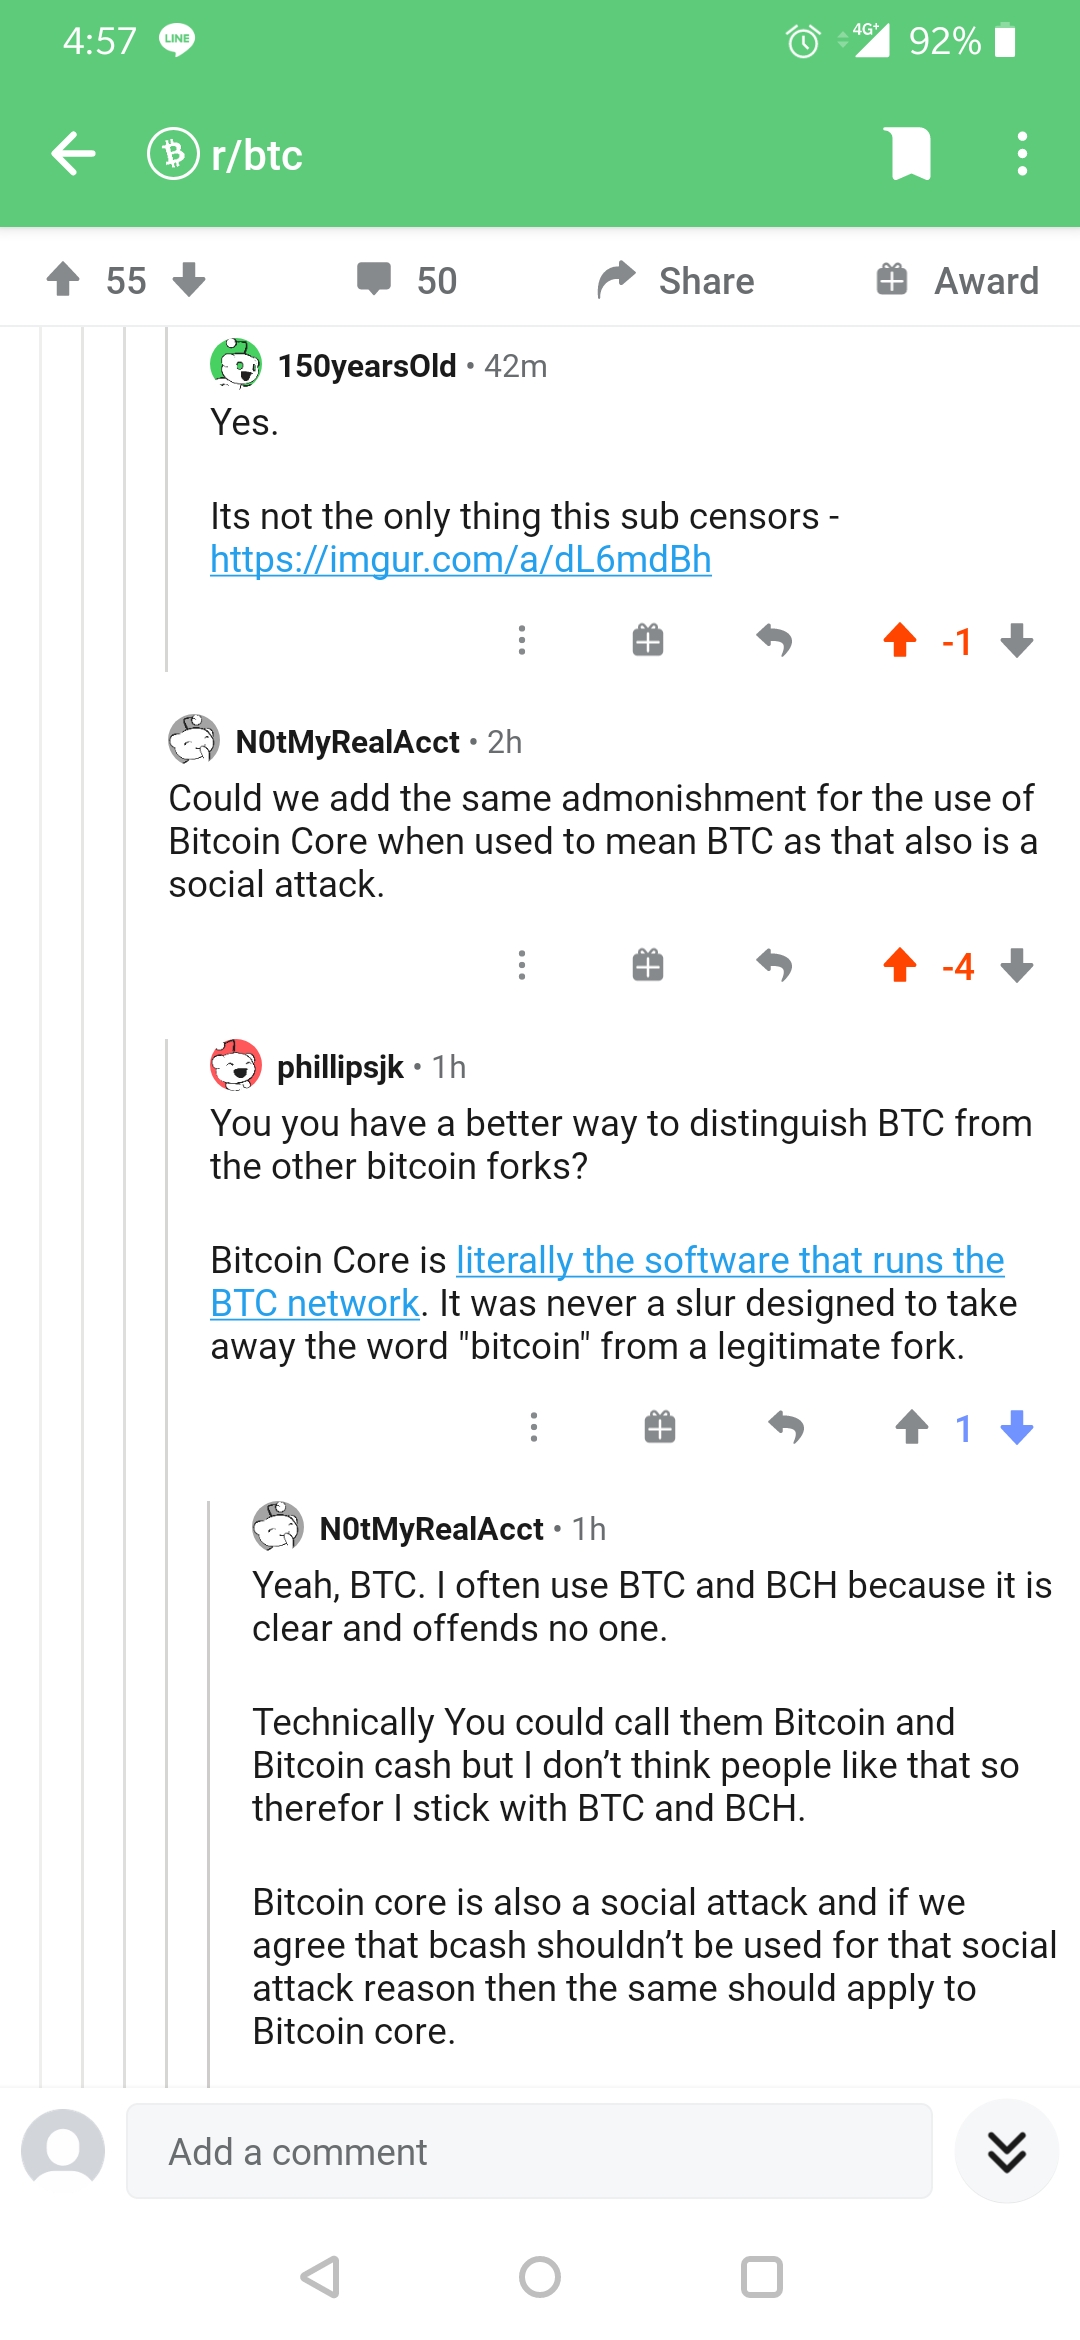 4:57 LINE 4G+ 92%
r/btc
55 50 Share Award
150yearsOld • 42m
Yes.
Its not the only thing this sub censors -
https://imgur.com/a/dL6mdBh
-1
N0tMyRealAcct • 2h
Could we add the same admonishment for the use of
Bitcoin Core when used to mean BTC as that also is a
social attack.
-4
phillipsjk • 1h
You you have a better way to distinguish BTC from
the other bitcoin forks?
Bitcoin Core is literally the software that runs the
BTC network. It was never a slur designed to take
away the word "bitcoin" from a legitimate fork.
1
N0tMyRealAcct • 1h
Yeah, BTC. I often use BTC and BCH because it is
clear and offends no one.
Technically You could call them Bitcoin and
Bitcoin cash but I don’t think people like that so
therefor I stick with BTC and BCH.
Bitcoin core is also a social attack and if we
agree that bcash shouldn’t be used for that social
attack reason then the same should apply to
Bitcoin core.
Add a comment